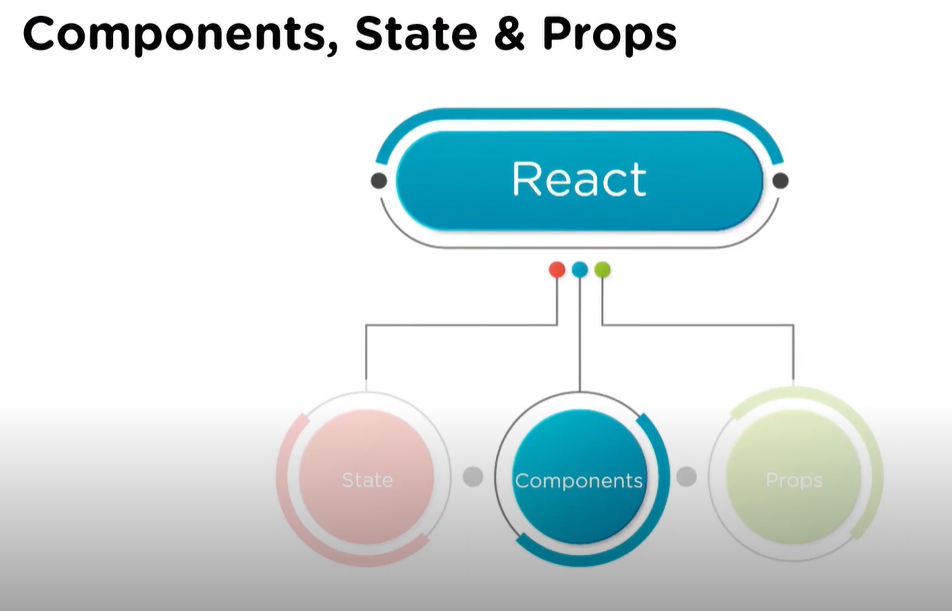 Components, State & Props
React
State
Components
Props